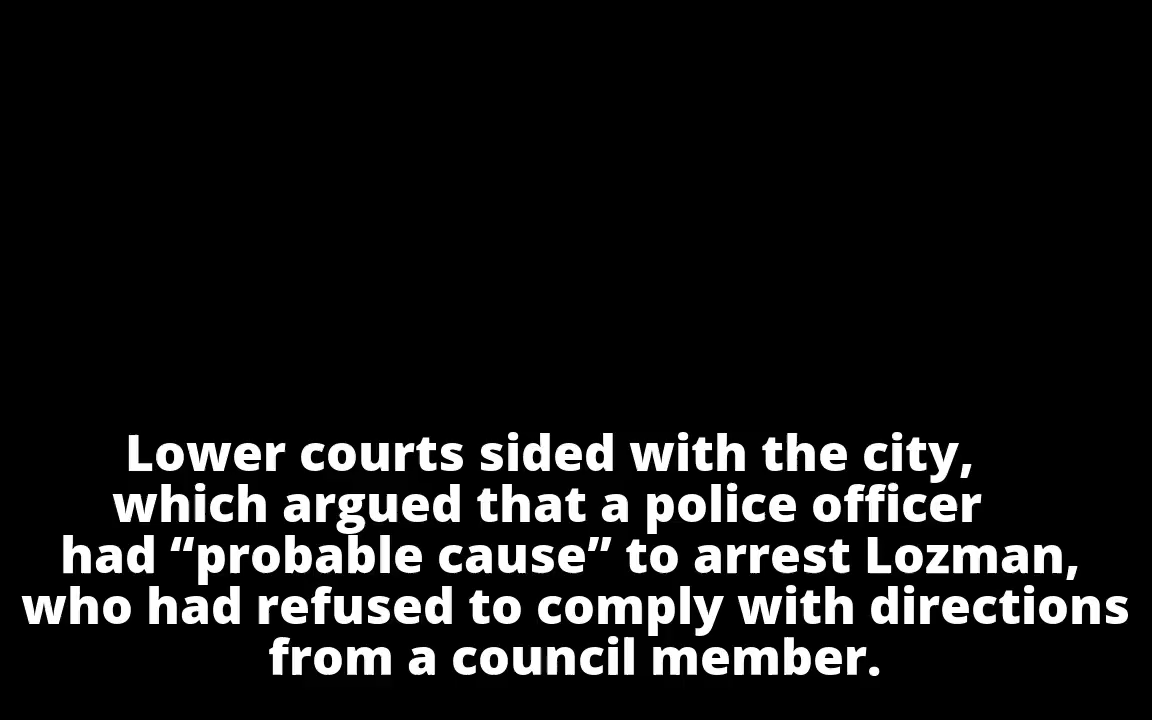 Lower courts sided with the city,
which argued that a police officer
had “probable cause” to arrest Lozman,
who had refused to comply with directions
from a council member.